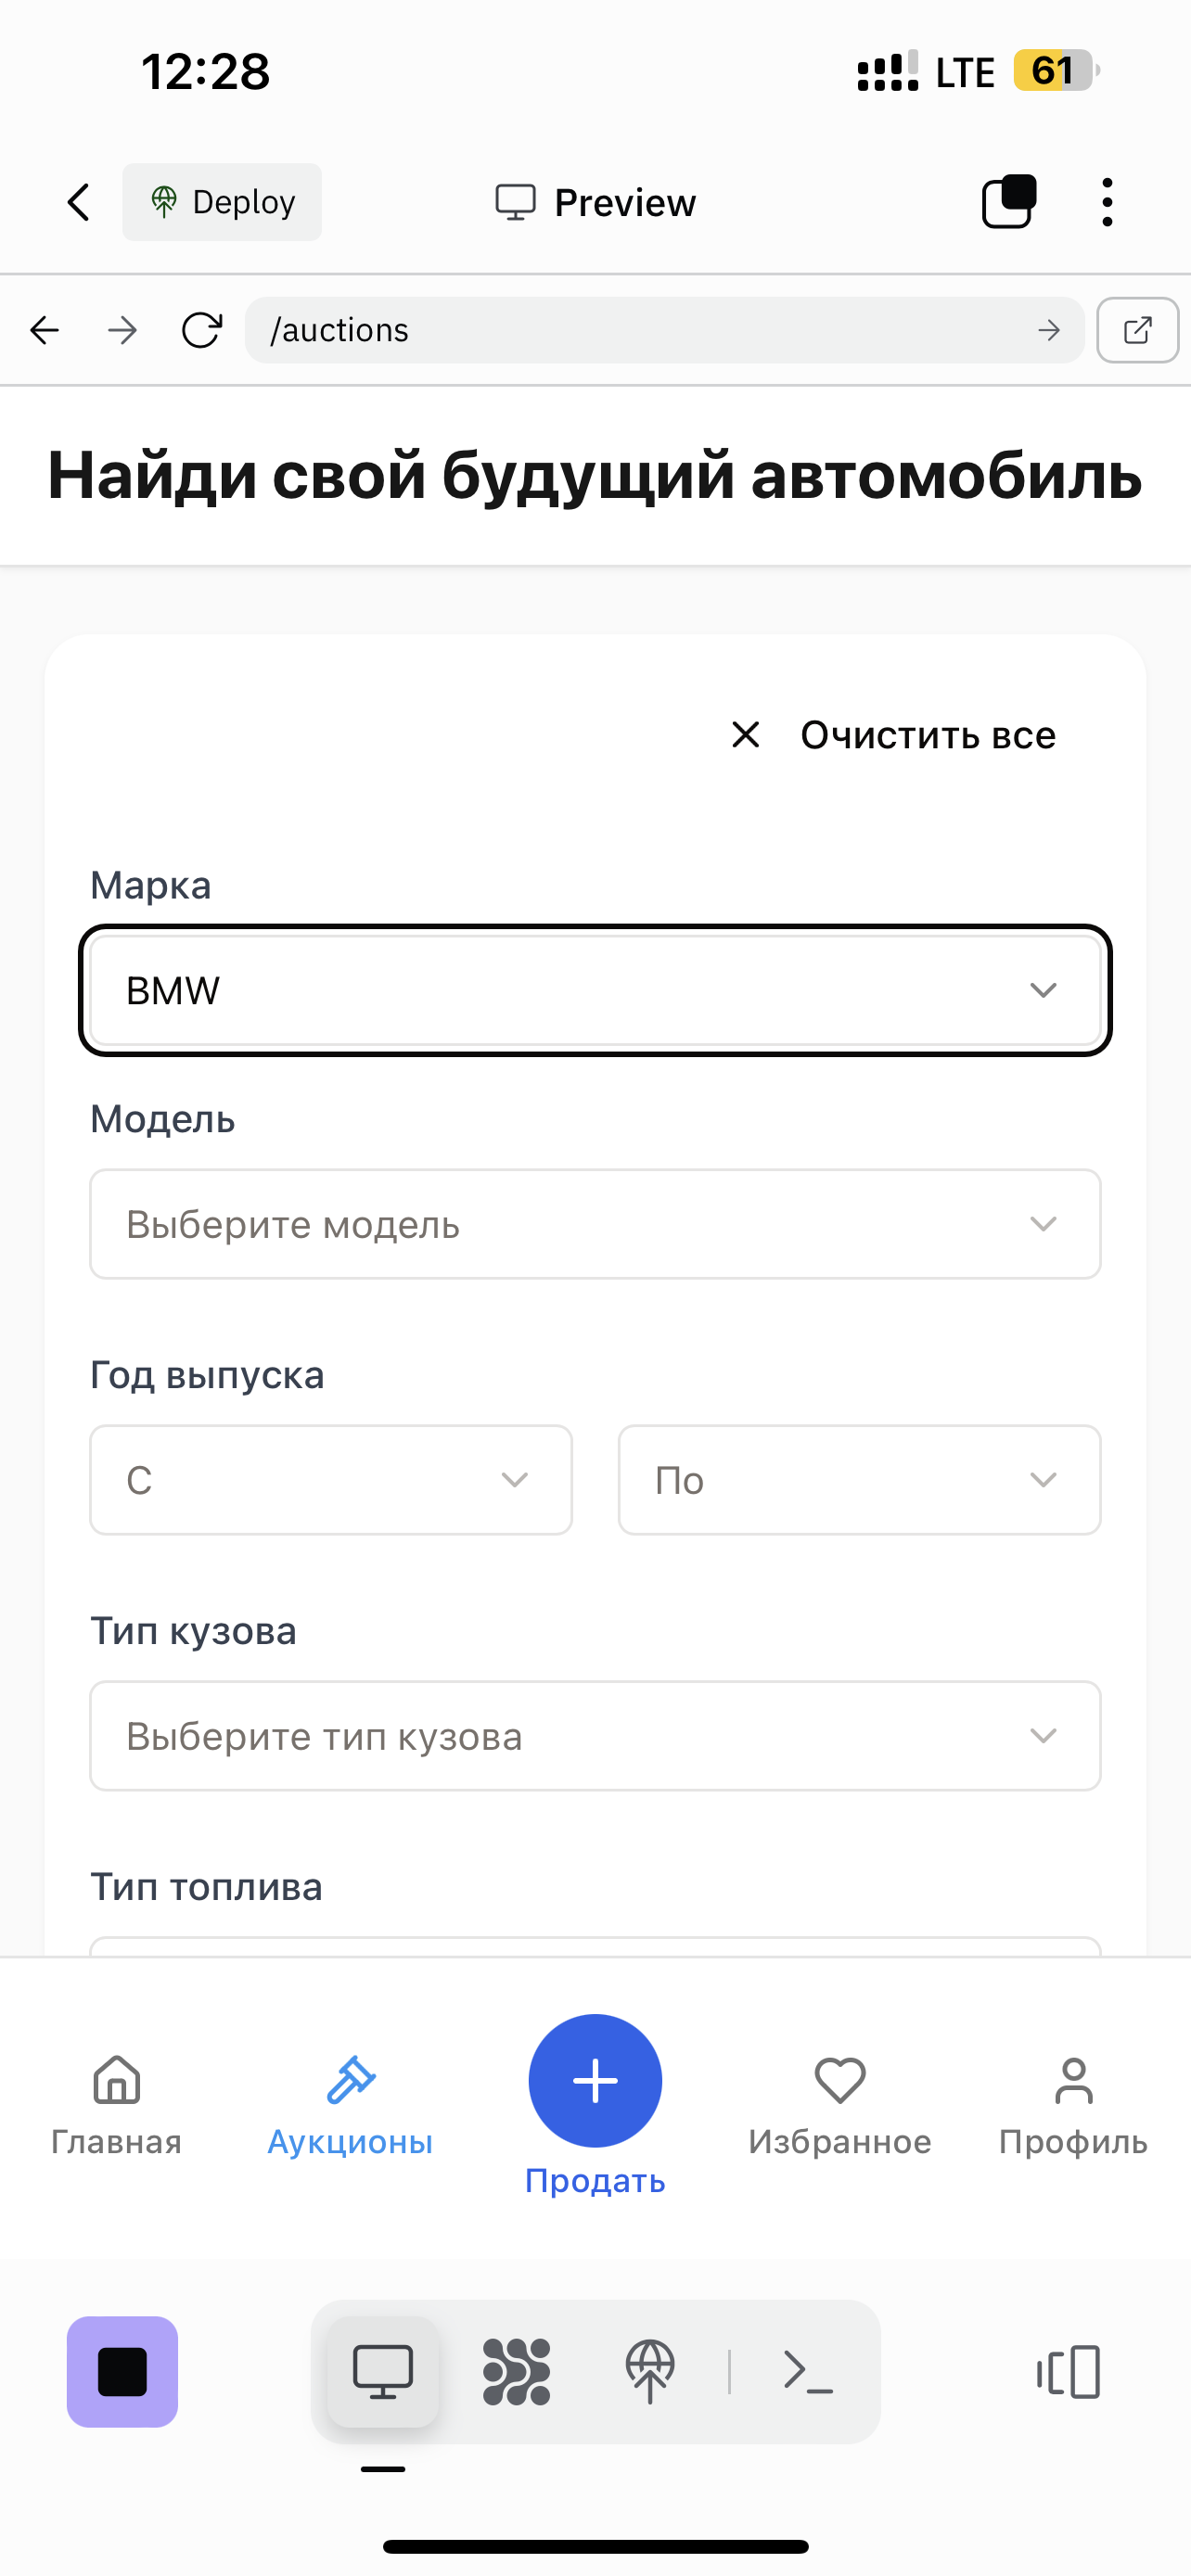 12:28
LTE 61
Deploy
Preview
/auctions
Найди свой будущий автомобиль
Очистить все
Марка
BMW
Модель
Выберите модель
Год выпуска
С
По
Тип кузова
Выберите тип кузова
Тип топлива
Главная
Аукционы
Продать
Избранное
Профиль